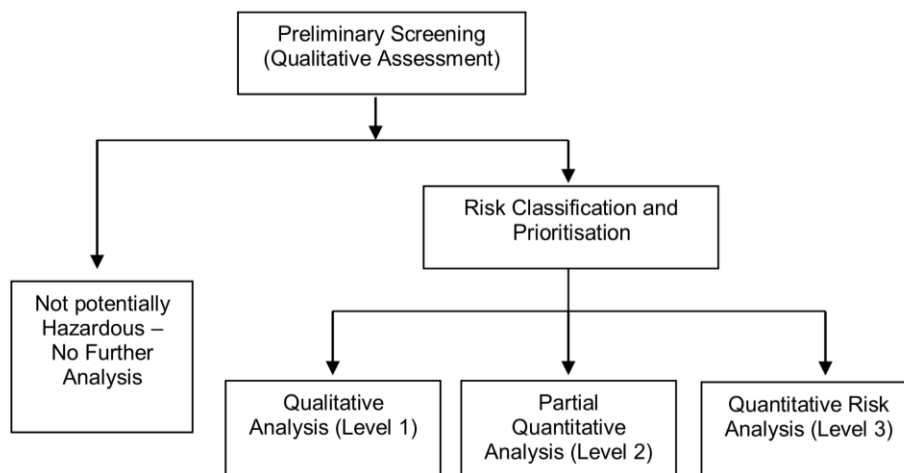 Preliminary Screening
(Qualitative Assessment)
Risk Classification and
Prioritisation
Not potentially
Hazardous –
No Further
Analysis
Qualitative
Analysis (Level 1)
Partial
Quantitative
Analysis (Level 2)
Quantitative Risk
Analysis (Level 3)